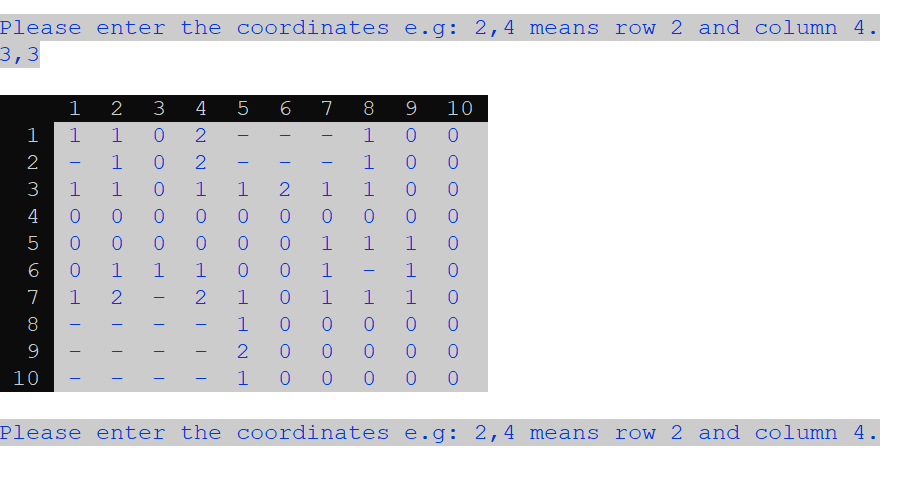 Please enter the coordinates e.g: 2,4 means row 2 and column 4.
3,3
1 2 3 4 5 6 7 8 9 10
1 1 1 0 2 - - - 1 0 0
2 - 1 0 2 - - - 1 0 0
3 1 1 0 1 1 2 1 1 0 0
4 0 0 0 0 0 0 0 0 0 0
5 0 0 0 0 0 0 1 1 1 0
6 0 1 1 1 0 0 1 - 1 0
7 1 2 - 2 1 0 1 1 1 0
8 - - - - 1 0 0 0 0 0
9 - - - - 2 0 0 0 0 0
10 - - - - 1 0 0 0 0 0
Please enter the coordinates e.g: 2,4 means row 2 and column 4.